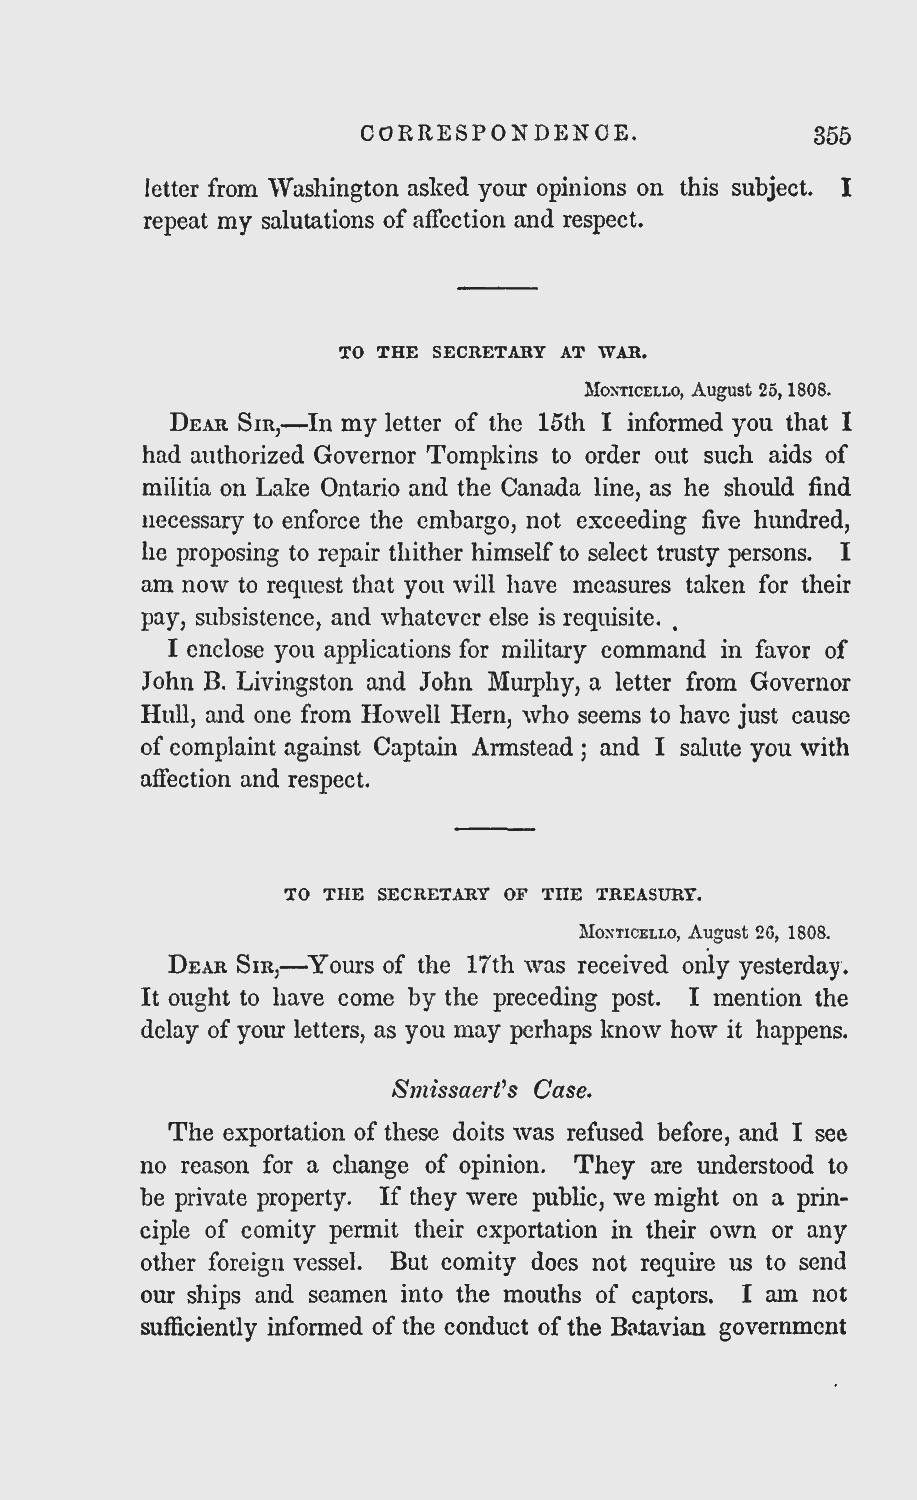 CORRESPONDENCE. 355
letter from Washington asked your opinions on this subject. I
repeat my salutations of affection and respect.
TO THE SECRETARY AT WAR.
Monticello, August 25, 1808.
Dear Sir,—In my letter of the 15th I informed you that I
had authorized Governor Tompkins to order out such aids of
militia on Lake Ontario and the Canada line, as he should find
necessary to enforce the embargo, not exceeding five hundred,
he proposing to repair thither himself to select trusty persons. I
am now to request that you will have measures taken for their
pay, subsistence, and whatever else is requisite.
I enclose you applications for military command in favor of
John B. Livingston and John Murphy, a letter from Governor
Hull, and one from Howell Hern, who seems to have just cause
of complaint against Captain Armstead; and I salute you with
affection and respect.
TO THE SECRETARY OF THE TREASURY.
Monticello, August 26, 1808.
Dear Sir,—Yours of the 17th was received only yesterday.
It ought to have come by the preceding post. I mention the
delay of your letters, as you may perhaps know how it happens.
Smissaert's Case.
The exportation of these doits was refused before, and I see
no reason for a change of opinion. They are understood to
be private property. If they were public, we might on a prin-
ciple of comity permit their exportation in their own or any
other foreign vessel. But comity does not require us to send
our ships and seamen into the mouths of captors. I am not
sufficiently informed of the conduct of the Batavian government